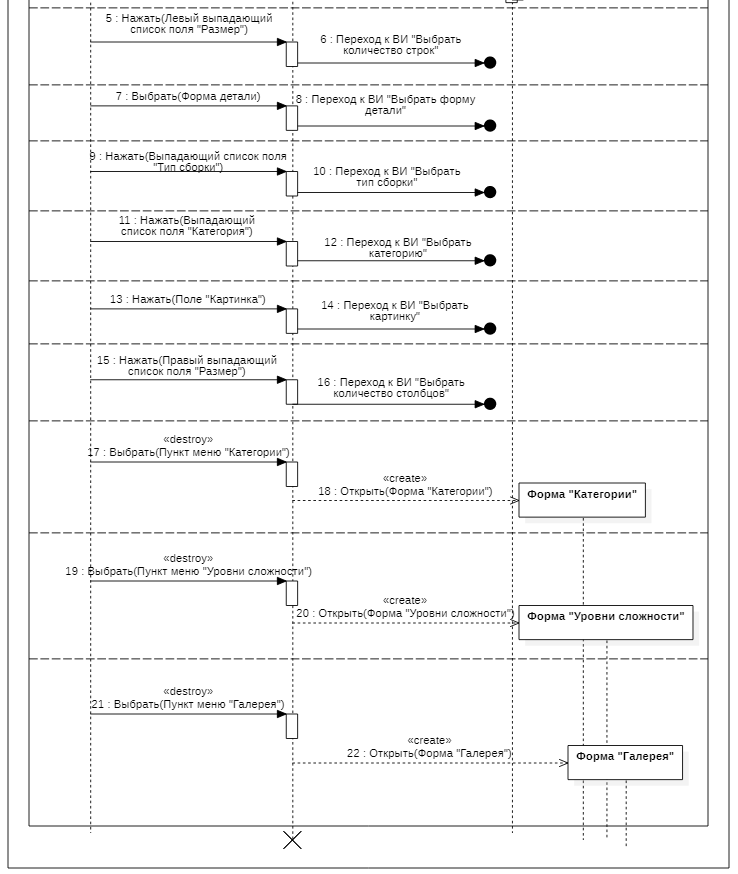 5 : Нажать(Левый выпадающий
список поля "Размер")
6 : Переход к ВИ "Выбрать
количество строк"
7 : Выбрать(Форма детали)
8 : Переход к ВИ "Выбрать форму
детали"
9 : Нажать(Выпадающий список поля
"Тип сборки")
10 : Переход к ВИ "Выбрать
тип сборки"
11 : Нажать(Выпадающий
список поля "Категория")
12 : Переход к ВИ "Выбрать
категорию"
13 : Нажать(Поле "Картинка")
14 : Переход к ВИ "Выбрать
картинку"
15 : Нажать(Правый выпадающий
список поля "Размер")
16 : Переход к ВИ "Выбрать
количество столбцов"
«destroy»
17 : Выбрать(Пункт меню "Категории")
«create»
18 : Открыть(Форма "Категории")
Форма "Категории"
«destroy»
19 : Выбрать(Пункт меню "Уровни сложности")
«create»
20 : Открыть(Форма "Уровни сложности")
Форма "Уровни сложности"
«destroy»
21 : Выбрать(Пункт меню "Галерея")
«create»
22 : Открыть(Форма "Галерея")
Форма "Галерея"